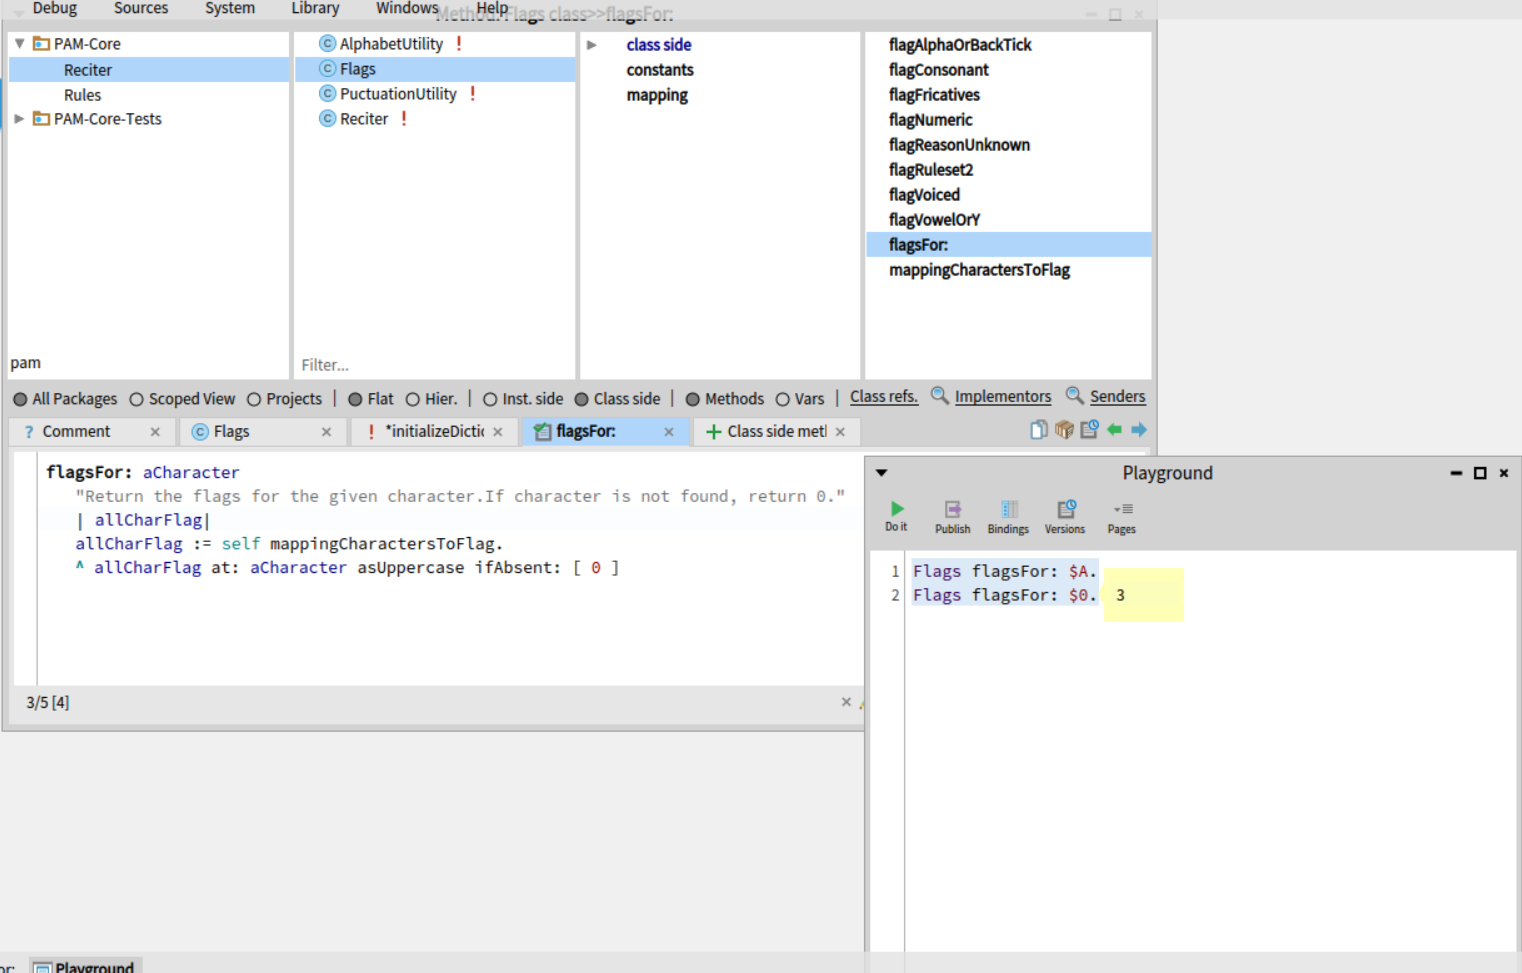 Debug Sources System Library Windows Help
Method: Flags class>>flagsFor:
PAM-Core
Reciter
Rules
PAM-Core-Tests
pam
AlphabetUtility !
Flags
PuctuationUtility !
Reciter !
Filter...
class side
constants
mapping
flagAlphaOrBackTick
flagConsonant
flagFricatives
flagNumeric
flagReasonUnknown
flagRuleset2
flagVoiced
flagVowelOrY
flagsFor:
mappingCharactersToFlag
All Packages Scoped View Projects | Flat Hier. | Inst. side Class side | Methods Vars | Class refs. Implementors Senders
? Comment × C Flags × ! *initializeDictic × flagsFor: × + Class side metl ×
flagsFor: aCharacter
"Return the flags for the given character.If character is not found, return 0."
| allCharFlag|
allCharFlag := self mappingCharactersToFlag.
^ allCharFlag at: aCharacter asUppercase ifAbsent: [ 0 ]
3/5 [4]
Playground
Do it Publish Bindings Versions Pages
1 Flags flagsFor: $A.
2 Flags flagsFor: $0. 3
or: Playground